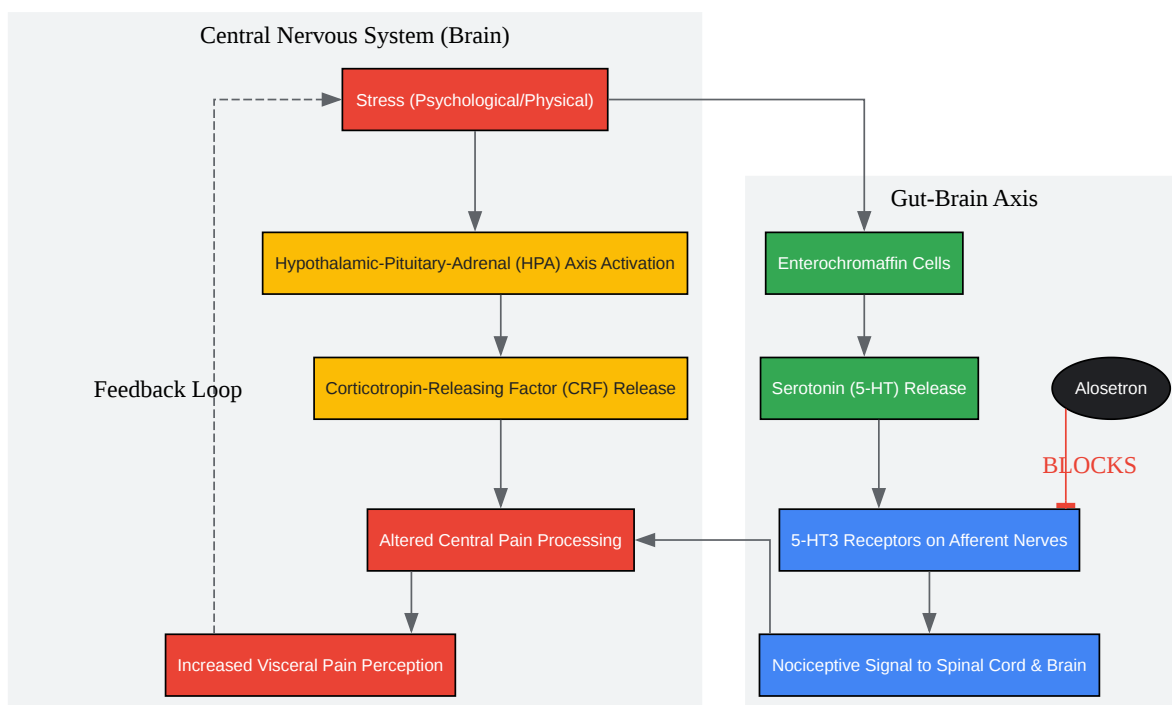 Central Nervous System (Brain)
Stress (Psychological/Physical)
Gut-Brain Axis
Hypothalamic-Pituitary-Adrenal (HPA) Axis Activation
Enterochromaffin Cells
Feedback Loop
Corticotropin-Releasing Factor (CRF) Release
Serotonin (5-HT) Release
Alosetron
BLOCKS
Altered Central Pain Processing
5-HT3 Receptors on Afferent Nerves
Increased Visceral Pain Perception
Nociceptive Signal to Spinal Cord & Brain